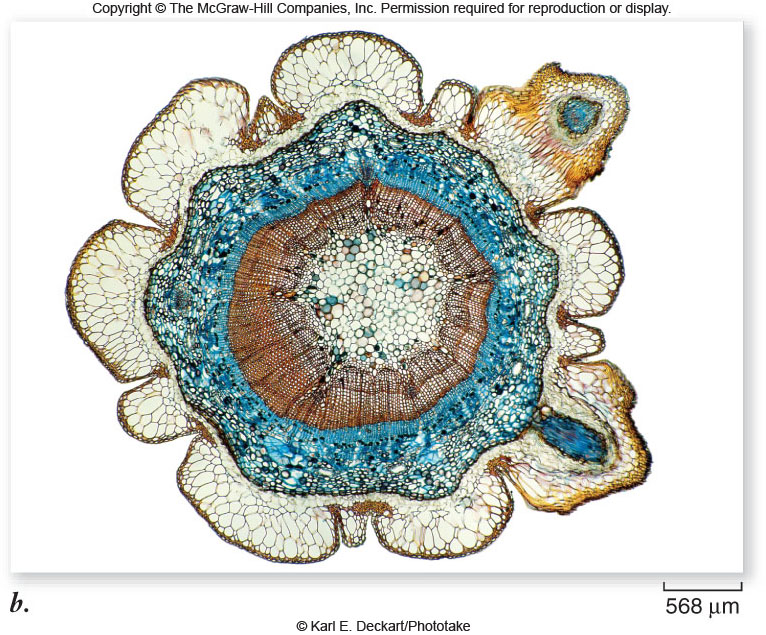 Copyright © The McGraw-Hill Companies, Inc. Permission required for reproduction or display.
b.
568 μm
© Karl E. Deckart/Phototake